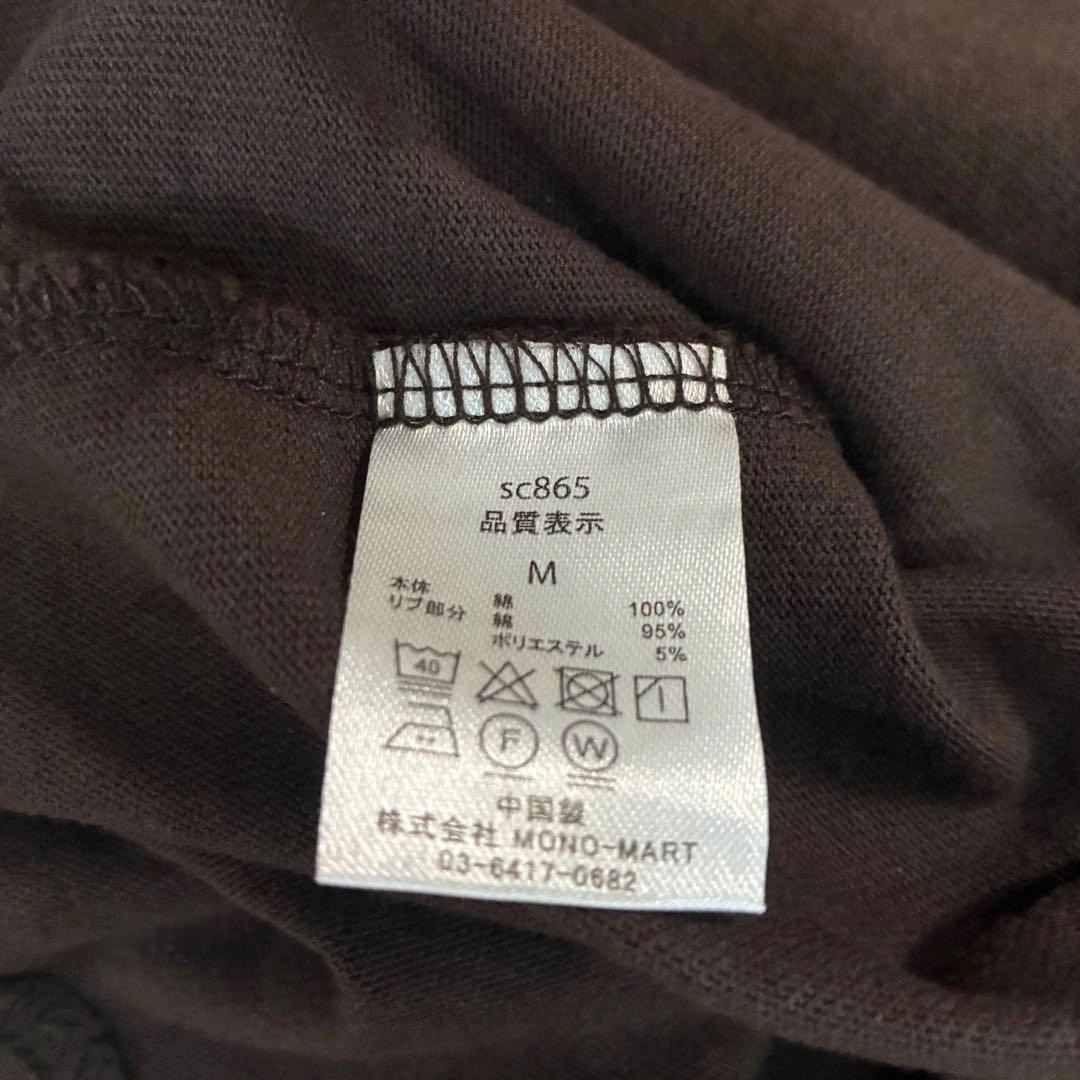 sc865
品質表示
M
本体 綿 100%
リブ部分 綿 95%
ポリエステル 5%
40
F W
中国製
株式会社 MONO-MART
03-6417-0682